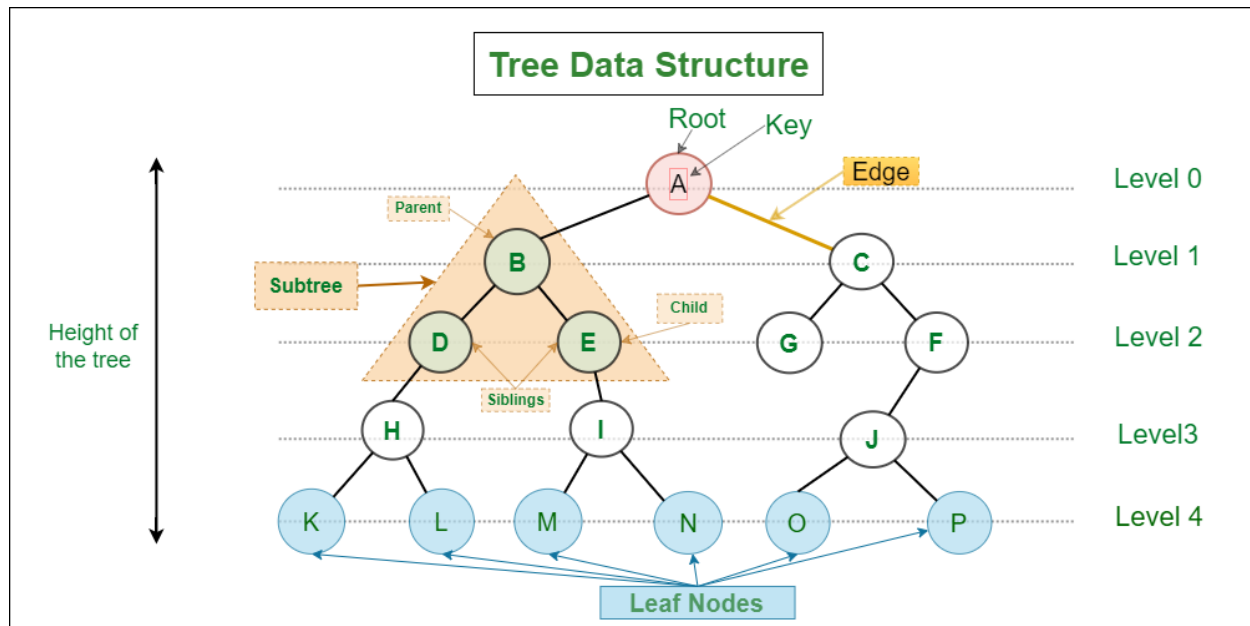 Tree Data Structure
Root
Key
A
Edge
Level 0
Parent
B
C
Level 1
Subtree
Child
Height of
the tree
D
E
G
F
Level 2
Siblings
H
I
J
Level3
K
L
M
N
O
P
Level 4
Leaf Nodes